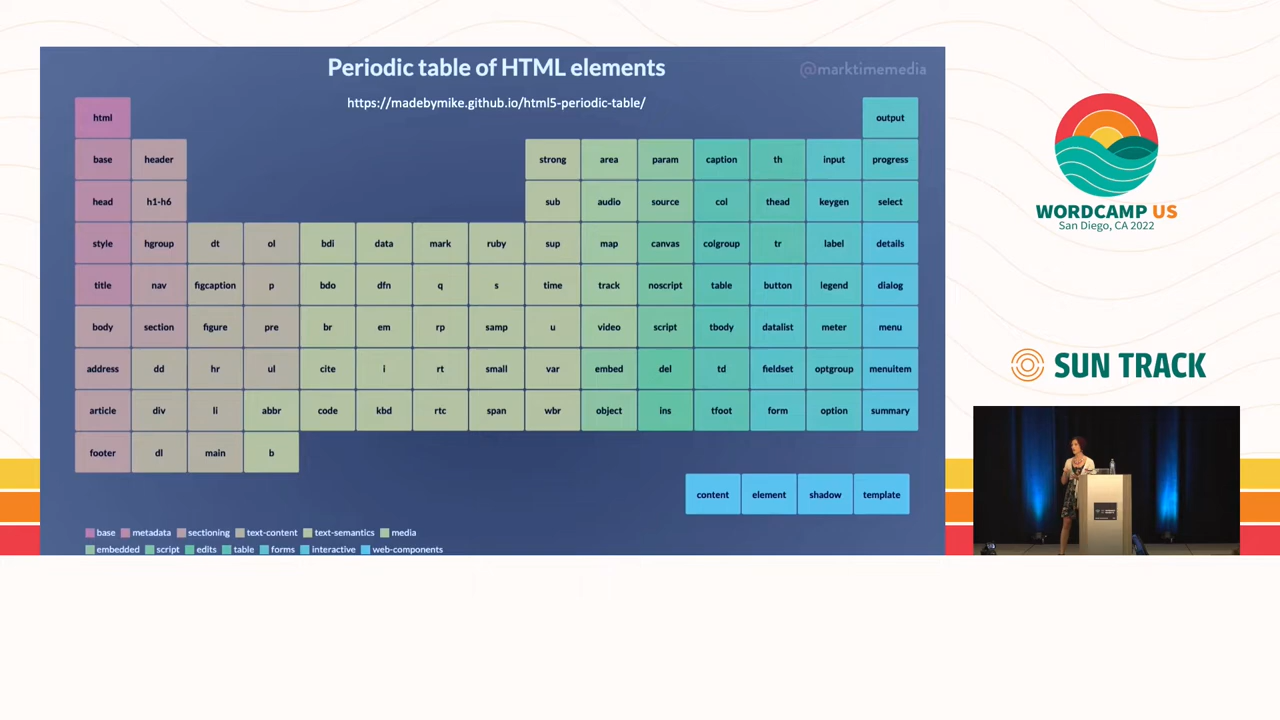 Periodic table of HTML elements
@marktimemedia
https://madebymike.github.io/html5-periodic-table/
html output
base header strong area param caption th input progress
head h1-h6 sub audio source col thead keygen select
style hgroup dt ol bdi data mark ruby sup map canvas colgroup tr label details
title nav figcaption p bdo dfn q s time track noscript table button legend dialog
body section figure pre br em rp samp u video script tbody datalist meter menu
address dd hr ul cite i rt small var embed del td fieldset optgroup menuitem
article div li abbr code kbd rtc span wbr object ins tfoot form option summary
footer dl main b
content element shadow template
base metadata sectioning text-content text-semantics media
embedded script edits table forms interactive web-components
WORDCAMP US
San Diego, CA 2022
SUN TRACK